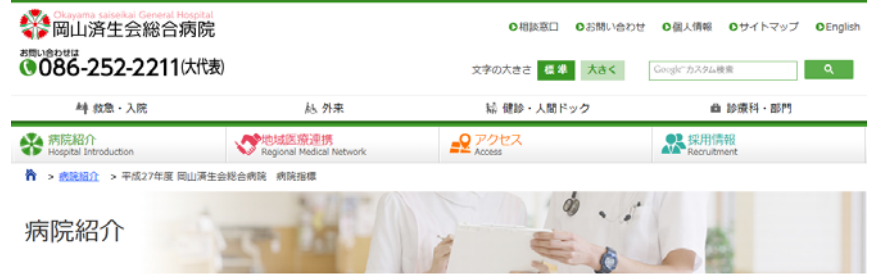 Okayama saiseikai General Hospital
岡山済生会総合病院
相談窓口 お問い合わせ 個人情報 サイトマップ English
お問い合わせは
086-252-2211(大代表)
文字の大きさ 標準 大きく Google カスタム検索
救急・入院 外来 健診・人間ドック 診療科・部門
病院紹介 地域医療連携 アクセス 採用情報
Hospital Introduction Regional Medical Network Access Recruitment
> 病院紹介 > 平成27年度 岡山済生会総合病院 病院指標
病院紹介